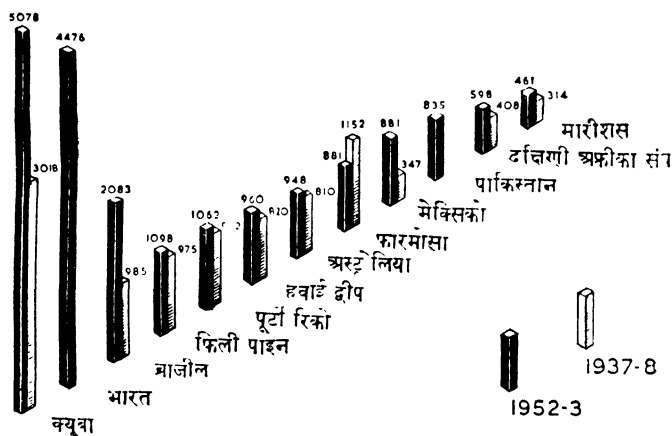 5078
4476
3018
2083
985
1098
975
1062
960
820
948
810
881
1152
881
347
835
598
408
461
314
मारीशस
दक्षिणी अफ्रीका संघ
पाकिस्तान
मेक्सिको
फारमोसा
अस्ट्रेलिया
हवाई द्वीप
पूर्टो रिको
फिली पाइन
ब्राजील
भारत
क्यूबा
1937-8
1952-3